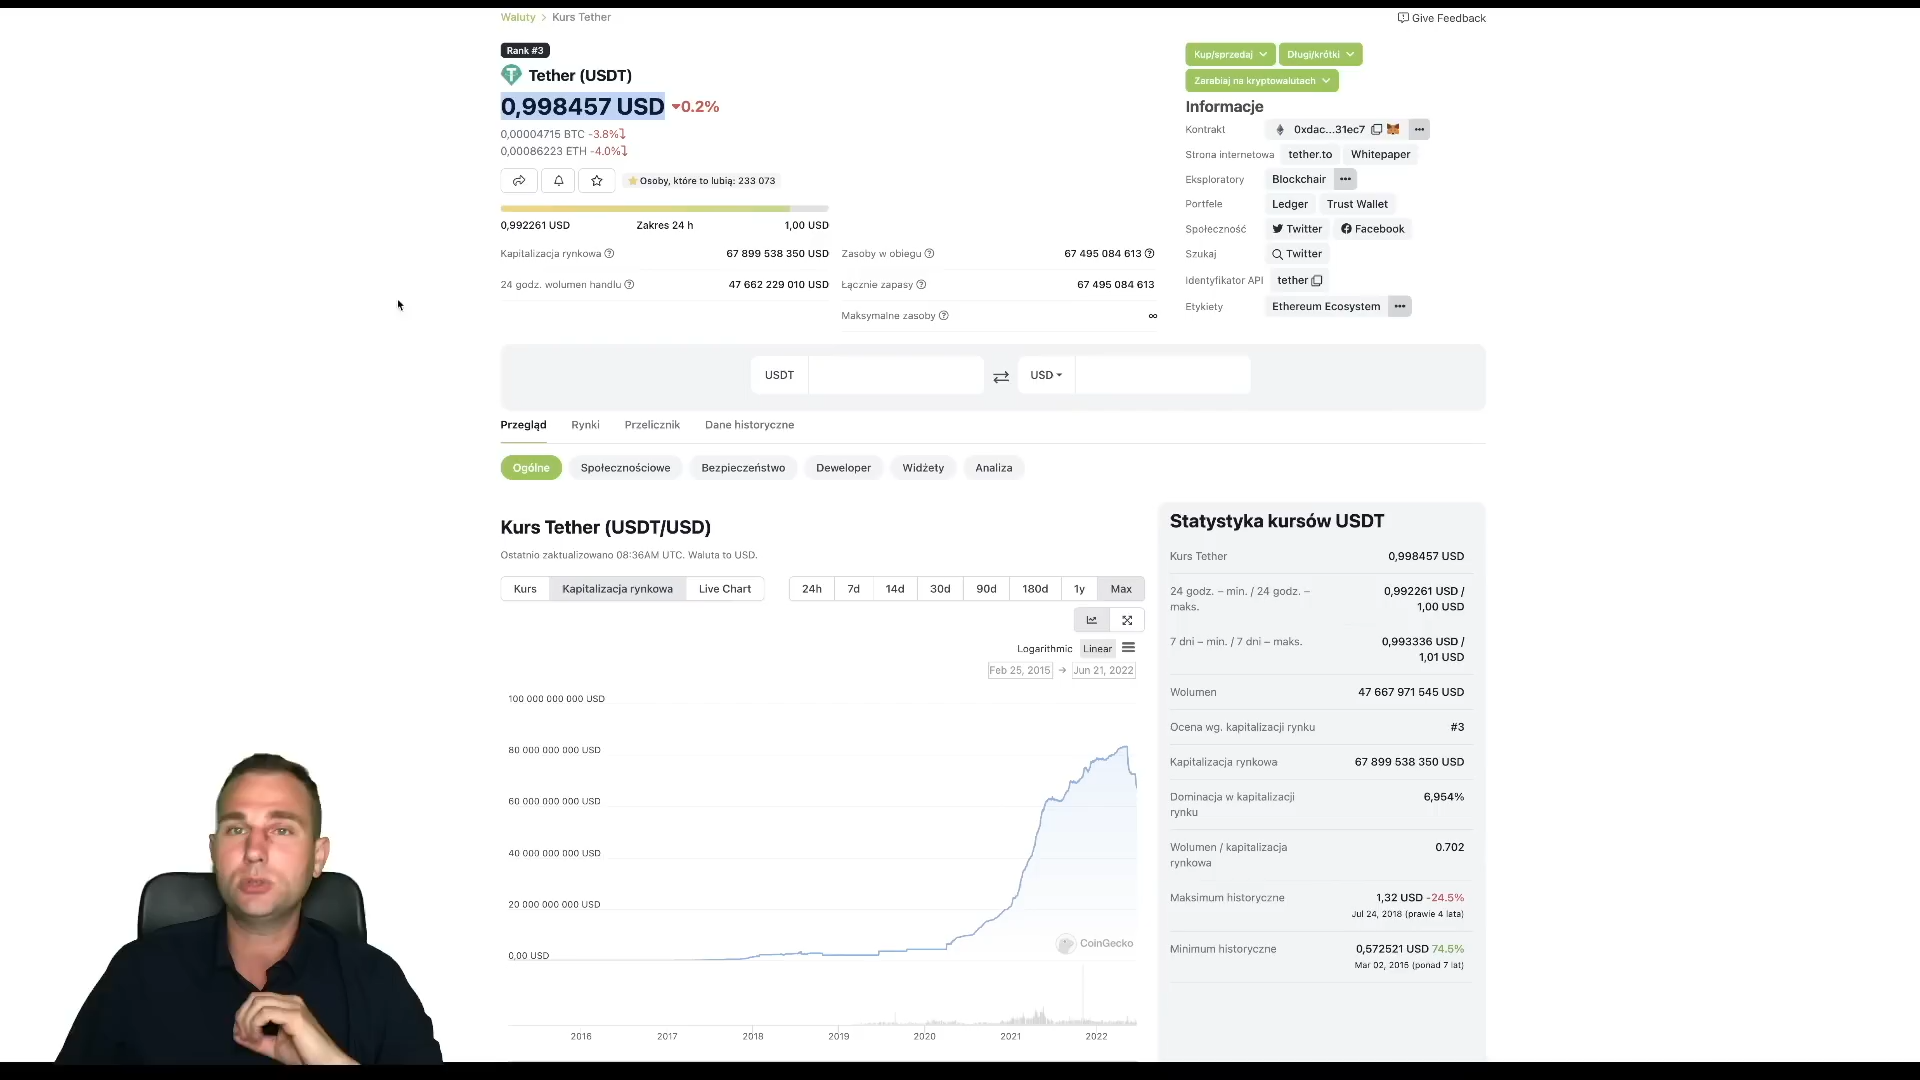 Waluty > Kurs Tether
Give Feedback
Rank #3
Tether (USDT)
0,998457 USD 0.2%
0,00004715 BTC -3.8%
0,00086223 ETH -4.0%
Osoby, które to lubią: 233 073
0,992261 USD Zakres 24 h 1,00 USD
Kapitalizacja rynkowa 67 899 538 350 USD
24 godz. wolumen handlu 47 662 229 010 USD
Zasoby w obiegu 67 495 084 613
Łącznie zapasy 67 495 084 613
Maksymalne zasoby ∞
Kup/sprzedaj Długi/krótki
Zarabiaj na kryptowalutach
Informacje
Kontrakt 0xdac...31ec7
Strona internetowa tether.to Whitepaper
Eksploratory Blockchair
Portfele Ledger Trust Wallet
Społeczność Twitter Facebook
Szukaj Twitter
Identyfikator API tether
Etykiety Ethereum Ecosystem
USDT USD
Przegląd Rynki Przelicznik Dane historyczne
Ogólne Społecznościowe Bezpieczeństwo Deweloper Widżety Analiza
Kurs Tether (USDT/USD)
Ostatnio zaktualizowano 08:36AM UTC. Waluta to USD.
Kurs Kapitalizacja rynkowa Live Chart 24h 7d 14d 30d 90d 180d 1y Max
Logarithmic Linear
Feb 25, 2015 → Jun 21, 2022
100 000 000 000 USD
80 000 000 000 USD
60 000 000 000 USD
40 000 000 000 USD
20 000 000 000 USD
0,00 USD
CoinGecko
2016 2017 2018 2019 2020 2021 2022
Statystyka kursów USDT
Kurs Tether 0,998457 USD
24 godz. – min. / 24 godz. – 0,992261 USD /
maks. 1,00 USD
7 dni – min. / 7 dni – maks. 0,993336 USD /
1,01 USD
Wolumen 47 667 971 545 USD
Ocena wg. kapitalizacji rynku #3
Kapitalizacja rynkowa 67 899 538 350 USD
Dominacja w kapitalizacji 6,954%
rynku
Wolumen / kapitalizacja 0.702
rynkowa
Maksimum historyczne 1,32 USD -24.5%
Jul 24, 2018 (prawie 4 lata)
Minimum historyczne 0,572521 USD 74.5%
Mar 02, 2015 (ponad 7 lat)